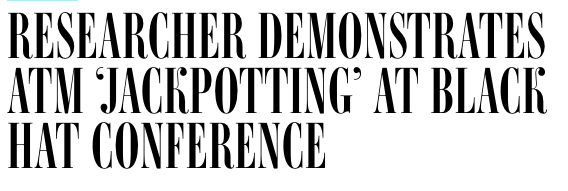 RESEARCHER DEMONSTRATES
ATM ‘JACKPOTTING’ AT BLACK
HAT CONFERENCE